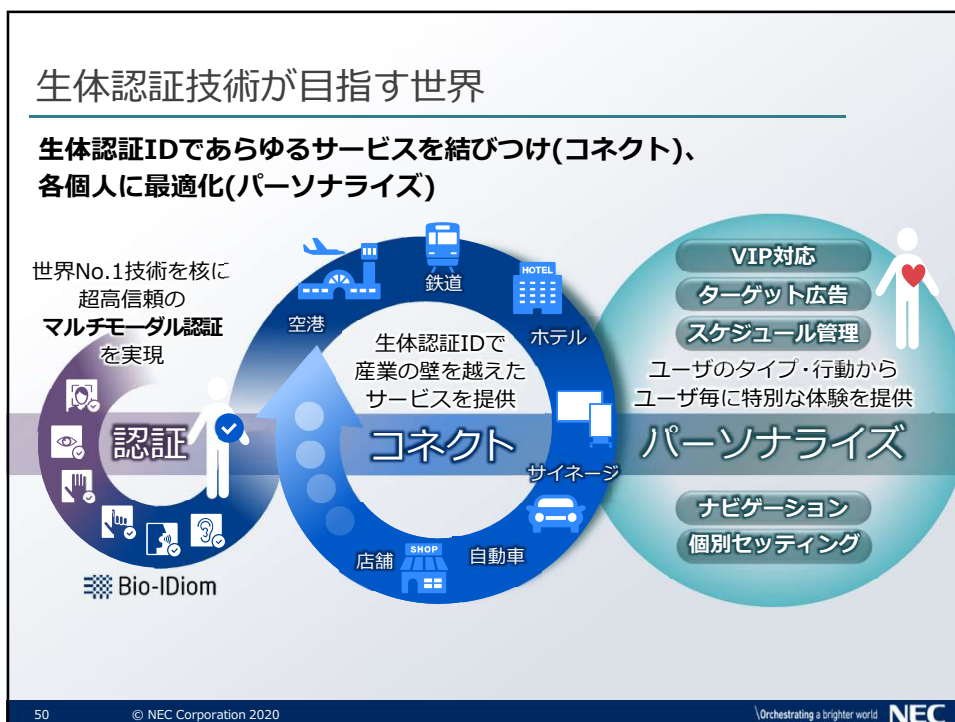 生体認証技術が目指す世界
生体認証IDであらゆるサービスを結びつけ(コネクト)、
各個人に最適化(パーソナライズ)
世界No.1技術を核に
超高信頼の
マルチモーダル認証
を実現
認証
Bio-IDiom
空港
鉄道
HOTEL
ホテル
生体認証IDで
産業の壁を越えた
サービスを提供
コネクト
サイネージ
自動車
SHOP
店舗
VIP対応
ターゲット広告
スケジュール管理
ユーザのタイプ・行動から
ユーザ毎に特別な体験を提供
パーソナライズ
ナビゲーション
個別セッティング
50
© NEC Corporation 2020
\Orchestrating a brighter world
NEC